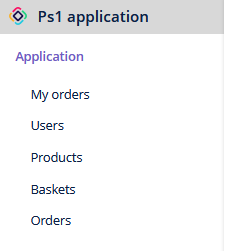 Ps1 application
Application
My orders
Users
Products
Baskets
Orders